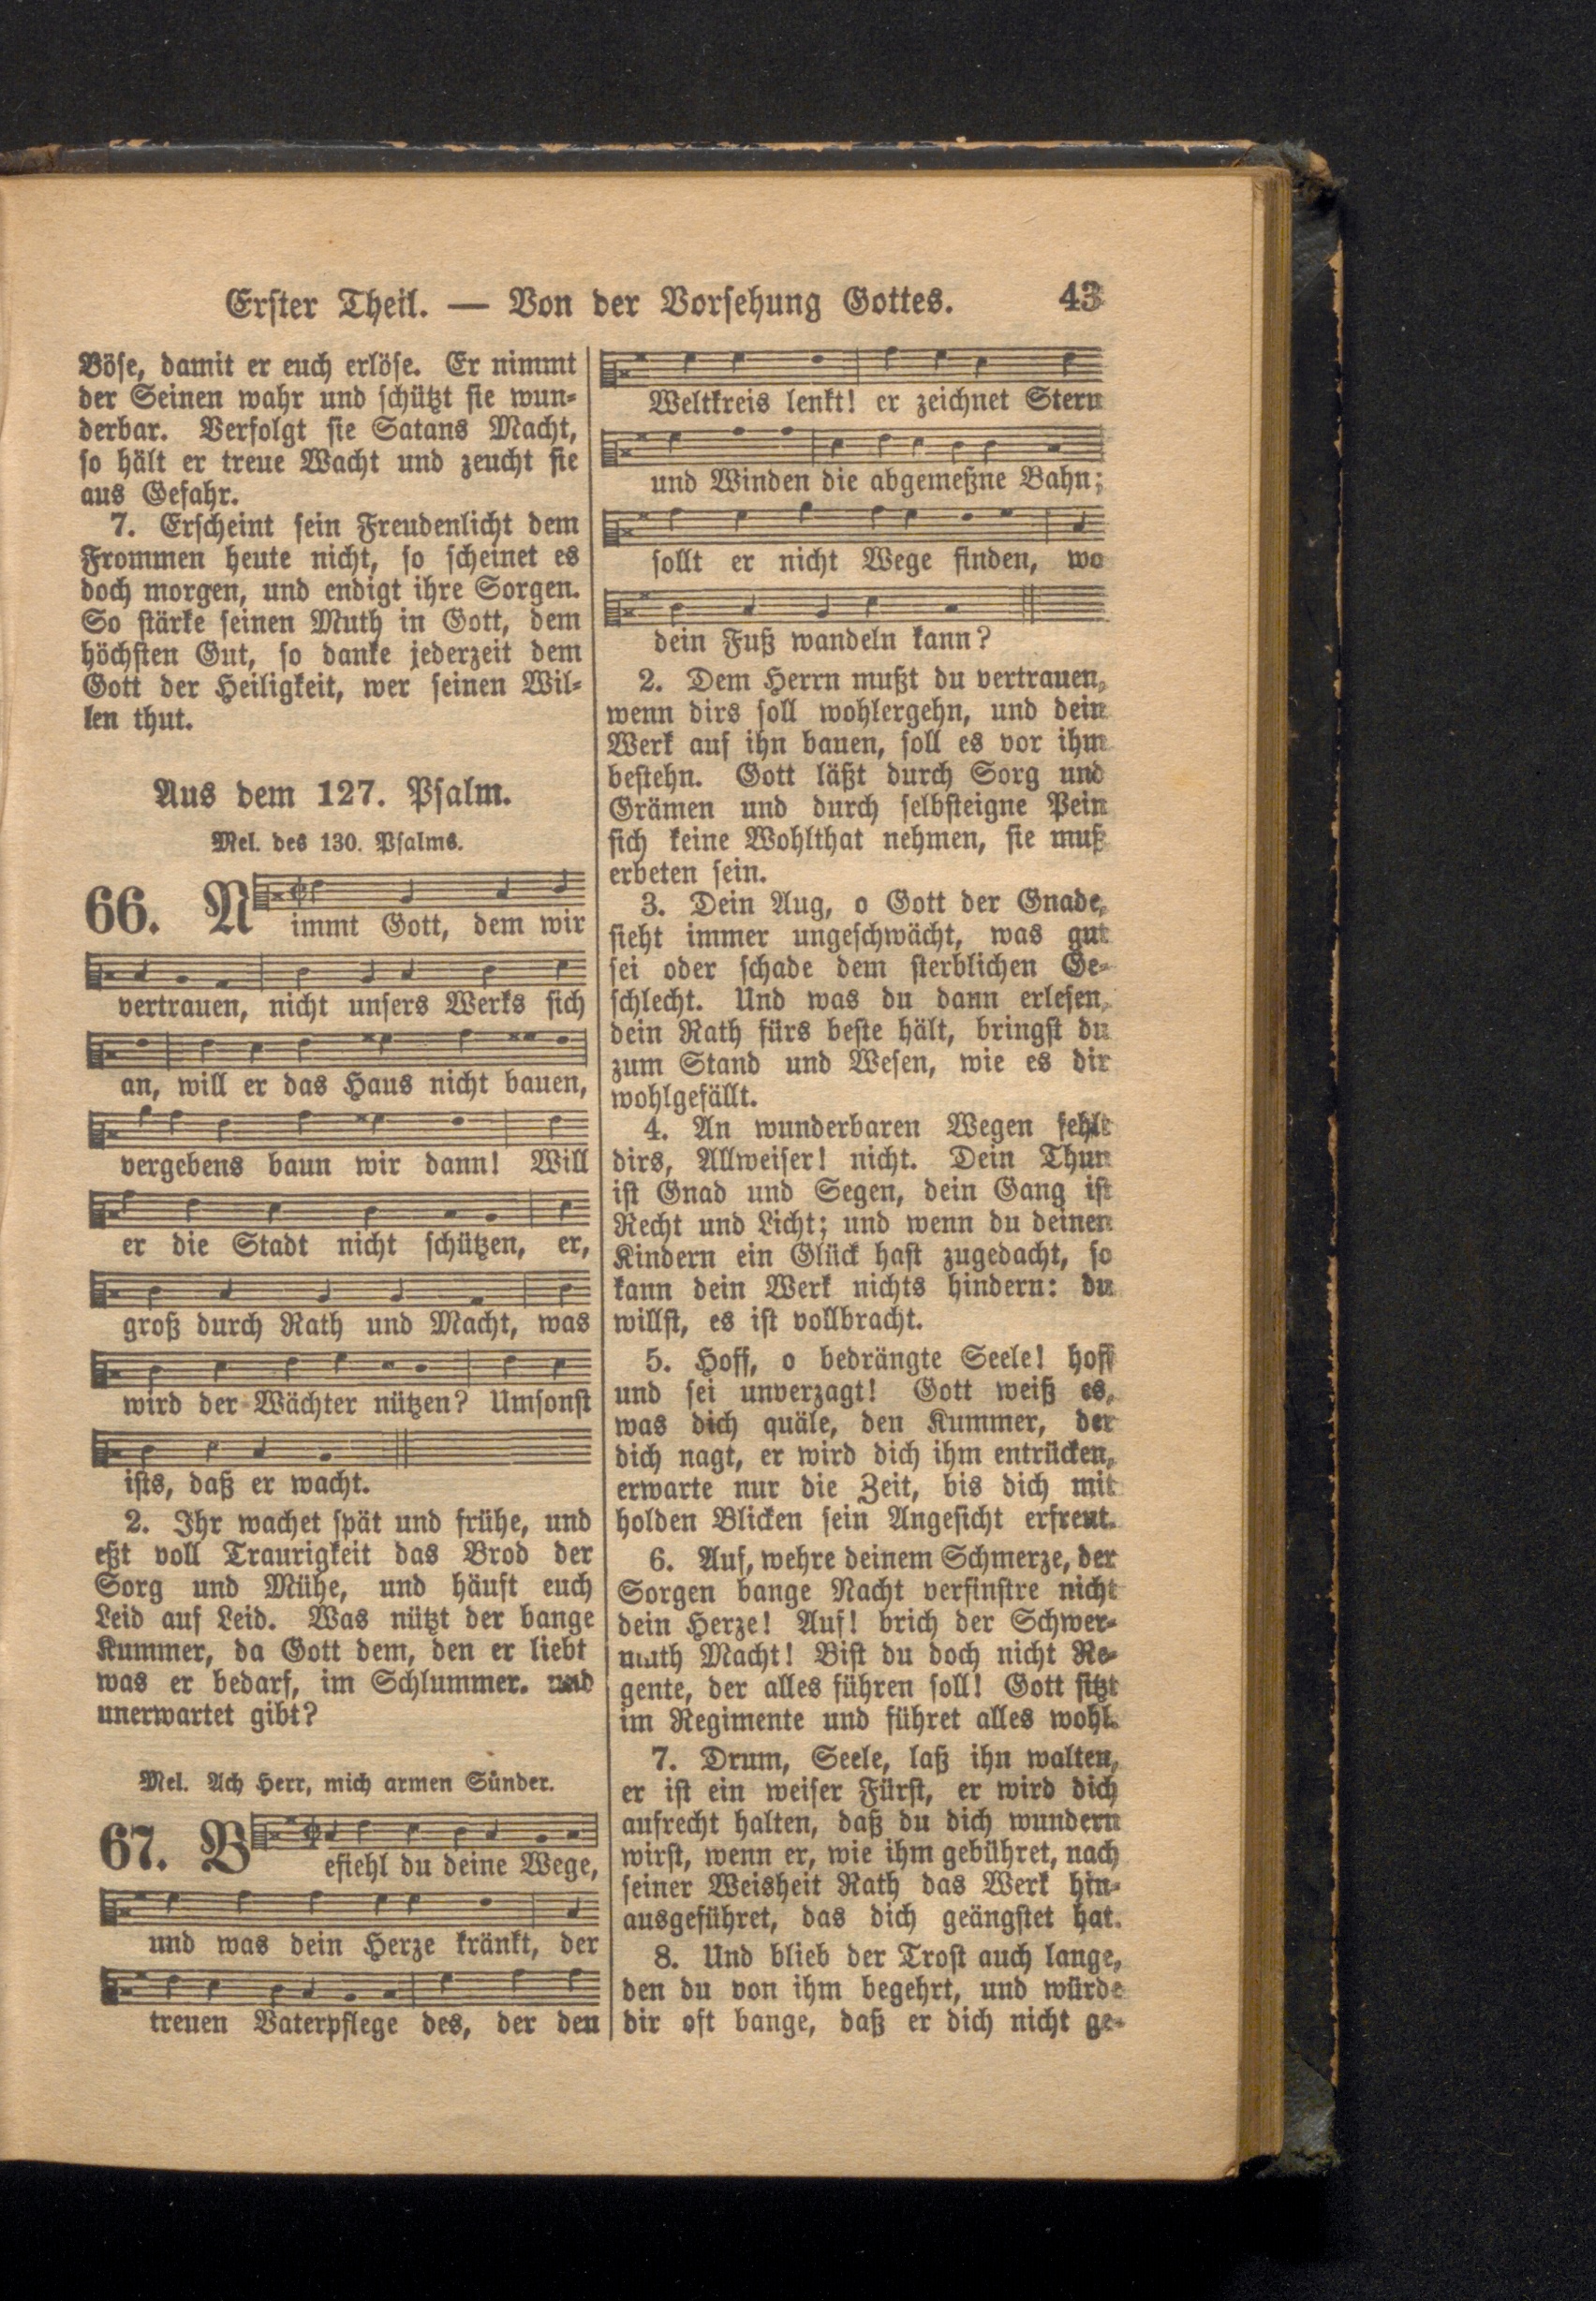 Erster Theil. — Von der Vorsehung Gottes. 43
Böse, damit er euch erlöse. Er nimmt
der Seinen wahr und schützt sie wun-
derbar. Verfolgt sie Satans Macht,
so hält er treue Wacht und zeucht sie
aus Gefahr.
7. Erscheint sein Freudenlicht dem
Frommen heute nicht, so scheinet es
doch morgen, und endigt ihre Sorgen.
So stärke seinen Muth in Gott, dem
höchsten Gut, so danke jederzeit dem
Gott der Heiligkeit, wer seinen Wil-
len thut.
Aus dem 127. Psalm.
Mel. des 130. Psalms.
66. Nimmt Gott, dem wir
vertrauen, nicht unsers Werks sich
an, will er das Haus nicht bauen,
vergebens baun wir dann! Will
er die Stadt nicht schützen, er,
groß durch Rath und Macht, was
wird der Wächter nützen? Umsonst
ists, daß er wacht.
2. Ihr wachet spät und frühe, und
eßt voll Traurigkeit das Brod der
Sorg und Mühe, und häuft euch
Leid auf Leid. Was nützt der bange
Kummer, da Gott dem, den er liebt
was er bedarf, im Schlummer. und
unerwartet gibt?
Mel. Ach Herr, mich armen Sünder.
67. Befiehl du deine Wege,
und was dein Herze kränkt, der
treuen Vaterpflege des, der den
Weltkreis lenkt! er zeichnet Stern
und Winden die abgemeßne Bahn;
sollt er nicht Wege finden, wo
dein Fuß wandeln kann?
2. Dem Herrn mußt du vertrauen,
wenn dirs soll wohlergehn, und dein
Werk auf ihn bauen, soll es vor ihm
bestehn. Gott läßt durch Sorg und
Grämen und durch selbsteigne Pein
sich keine Wohlthat nehmen, sie muß
erbeten sein.
3. Dein Aug, o Gott der Gnade,
sieht immer ungeschwächt, was gut
sei oder schade dem sterblichen Ge-
schlecht. Und was du dann erlesen,
dein Rath fürs beste hält, bringst du
zum Stand und Wesen, wie es dir
wohlgefällt.
4. An wunderbaren Wegen fehlt
dirs, Allweiser! nicht. Dein Thun
ist Gnad und Segen, dein Gang ist
Recht und Licht; und wenn du deinen
Kindern ein Glück hast zugedacht, so
kann dein Werk nichts hindern: du
willst, es ist vollbracht.
5. Hoff, o bedrängte Seele! hoff
und sei unverzagt! Gott weiß es,
was dich quäle, den Kummer, der
dich nagt, er wird dich ihm entrücken,
erwarte nur die Zeit, bis dich mit
holden Blicken sein Angesicht erfreut.
6. Auf, wehre deinem Schmerze, der
Sorgen bange Nacht verfinstre nicht
dein Herze! Auf! brich der Schwer-
muth Macht! Bist du doch nicht Re-
gente, der alles führen soll! Gott sitzt
im Regimente und führet alles wohl.
7. Drum, Seele, laß ihn walten,
er ist ein weiser Fürst, er wird dich
aufrecht halten, daß du dich wundern
wirst, wenn er, wie ihm gebühret, nach
seiner Weisheit Rath das Werk hin-
ausgeführet, das dich geängstet hat.
8. Und blieb der Trost auch lange,
den du von ihm begehrt, und würde
dir oft bange, daß er dich nicht ge-